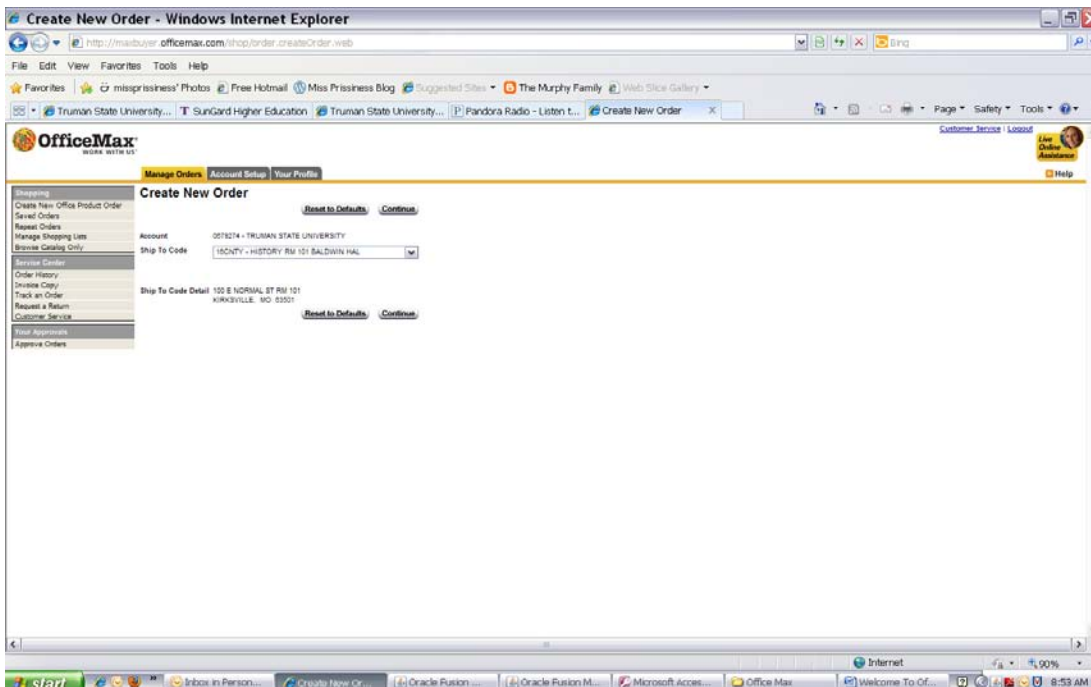 Create New Order - Windows Internet Explorer
http://maxbuyer.officemax.com/shop/order.createOrder.web
Bing
File Edit View Favorites Tools Help
Favorites missprissiness' Photos Free Hotmail Miss Prissiness Blog Suggested Sites The Murphy Family Web Slice Gallery
Truman State University... SunGard Higher Education Truman State University... Pandora Radio - Listen t... Create New Order X Page Safety Tools
OfficeMax
WORK WITH US
Customer Service | Logout
Live
Online
Assistance
Manage Orders Account Setup Your Profile
Help
Shopping
Create New Office Product Order
Saved Orders
Repeat Orders
Manage Shopping Lists
Browse Catalog Only
Service Center
Order History
Invoice Copy
Track an Order
Request a Return
Customer Service
Your Approvals
Approve Orders
Create New Order
Reset to Defaults Continue
Account 0579274 - TRUMAN STATE UNIVERSITY
Ship To Code 16CNTY - HISTORY RM 101 BALDWIN HAL
Ship To Code Detail 100 E NORMAL ST RM 101
KIRKSVILLE, MO 63501
Reset to Defaults Continue
Internet 90%
start Inbox in Person... Create New Or... Oracle Fusion ... Oracle Fusion M... Microsoft Acces... Office Max Welcome To Of... 8:53 AM